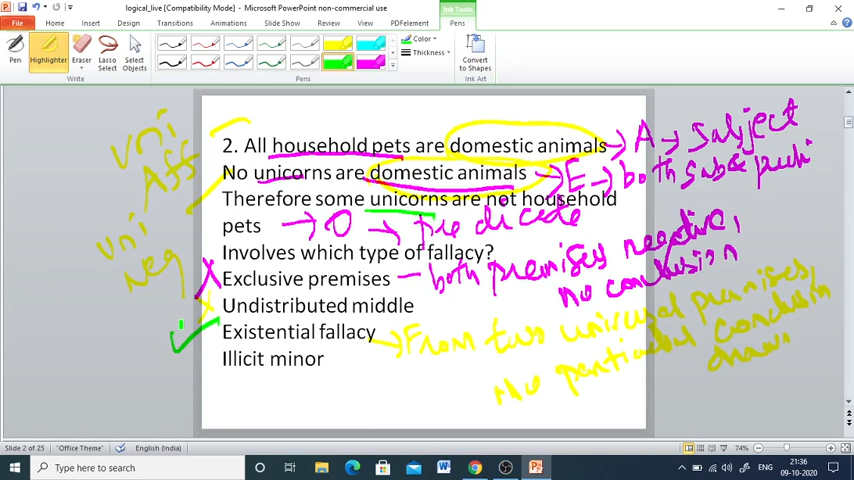 logical_live [Compatibility Mode] - Microsoft PowerPoint non-commercial use
Ink Tools
File Home Insert Design Transitions Animations Slide Show Review View PDFelement Pens
Pen Highlighter Eraser Lasso Select Select Objects
Color
Thickness
Convert to Shapes
Write Pens Ink Art
2. All household pets are domestic animals → A → Subject
No unicorns are domestic animals → E → both subject predi
Therefore some unicorns are not household
pets → O → predicate
Involves which type of fallacy?
Exclusive premises – both premises negative,
no conclusion
Undistributed middle
Existential fallacy → From two universal premises,
no particular conclusion
drawn
Illicit minor
Uni
Aff
Uni
Neg
Slide 2 of 25 "Office Theme" English (India) 74%
Type here to search
ENG
21:36
09-10-2020